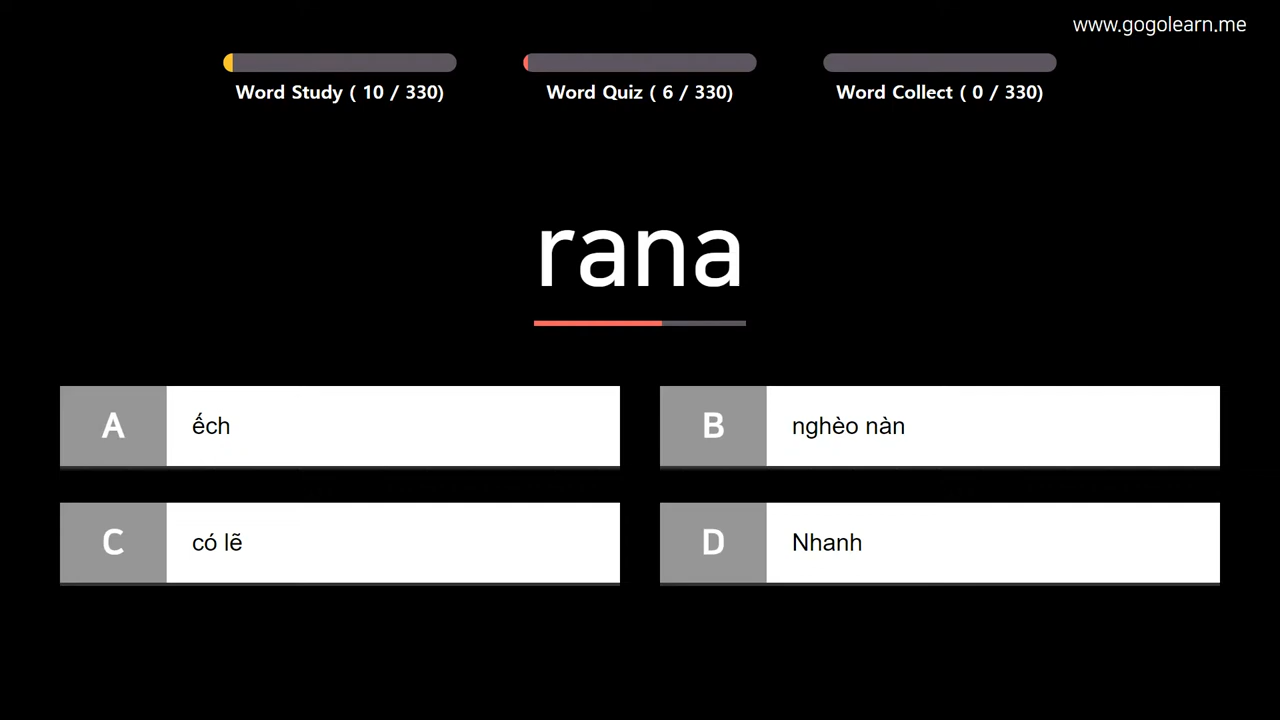 www.gogolearn.me
Word Study ( 10 / 330)
Word Quiz ( 6 / 330)
Word Collect ( 0 / 330)
rana
A ếch
B nghèo nàn
C có lẽ
D Nhanh